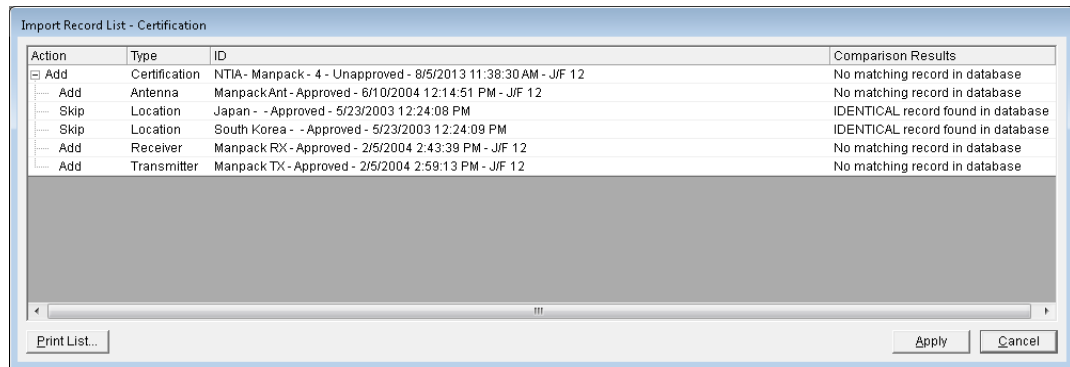 Import Record List - Certification
Action Type ID Comparison Results
Add Certification NTIA - Manpack - 4 - Unapproved - 8/5/2013 11:38:30 AM - J/F 12 No matching record in database
Add Antenna Manpack Ant - Approved - 6/10/2004 12:14:51 PM - J/F 12 No matching record in database
Skip Location Japan - - Approved - 5/23/2003 12:24:08 PM IDENTICAL record found in database
Skip Location South Korea - - Approved - 5/23/2003 12:24:09 PM IDENTICAL record found in database
Add Receiver Manpack RX - Approved - 2/5/2004 2:43:39 PM - J/F 12 No matching record in database
Add Transmitter Manpack TX - Approved - 2/5/2004 2:59:13 PM - J/F 12 No matching record in database
Print List... Apply Cancel